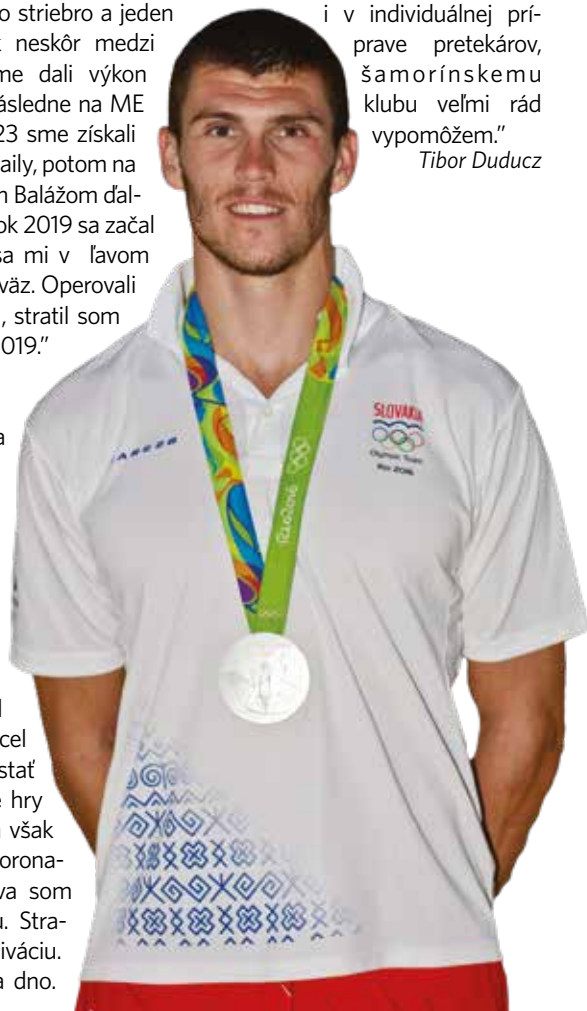 o striebro a jeden
k neskôr medzi
me dali výkon
ásledne na ME
23 sme získali
aily, potom na
m Balážom ďal-
ok 2019 sa začal
sa mi v ľavom
väz. Operovali
, stratil som
019.”
a
l
cel
stať
e hry
však
orona-
va som
u. Stra-
iváciu.
a dno.
i v individuálnej prí-
prave pretekárov,
šamorínskemu
klubu veľmi rád
vypomôžem.”
Tibor Duducz
SLOVAKIA
Olympic Team
Rio 2016
Rio2016